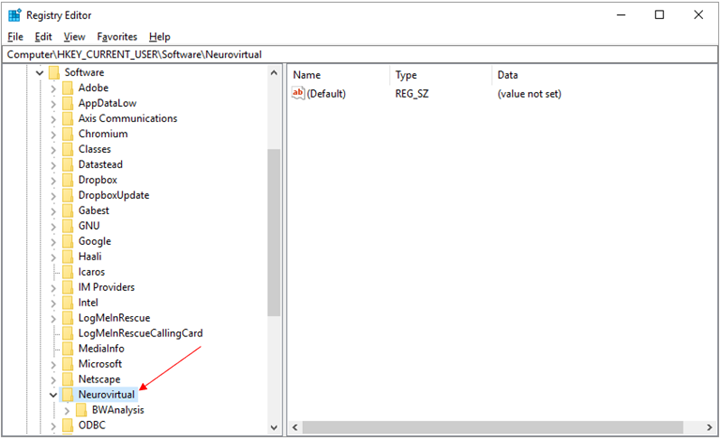 Registry Editor
File Edit View Favorites Help
Computer\HKEY_CURRENT_USER\Software\Neurovirtual
Software
Adobe
AppDataLow
Axis Communications
Chromium
Classes
Datastead
Dropbox
DropboxUpdate
Gabest
GNU
Google
Haali
Icaros
IM Providers
Intel
LogMeInRescue
LogMeInRescueCallingCard
MediaInfo
Microsoft
Netscape
Neurovirtual
BWAnalysis
ODBC
Name Type Data
ab (Default) REG_SZ (value not set)